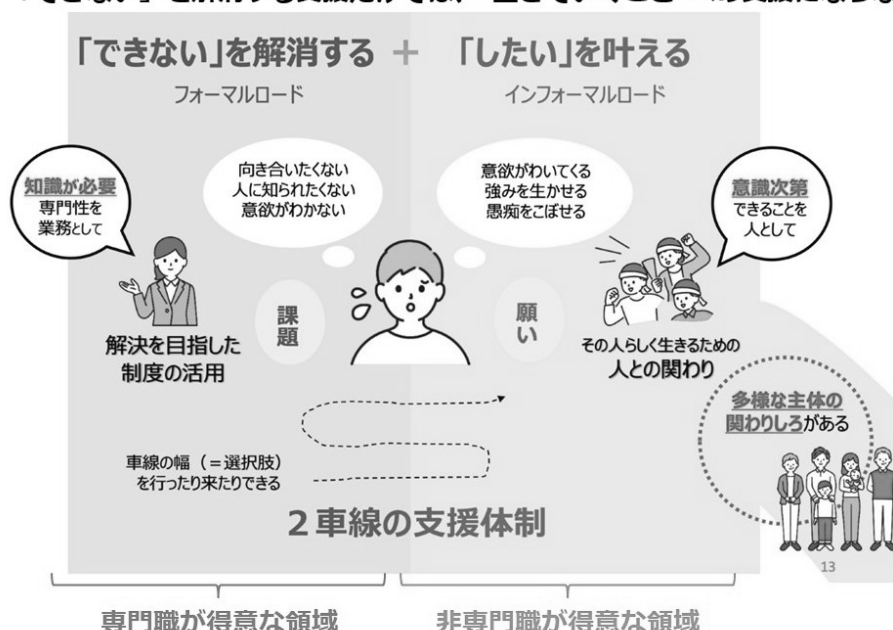 「できない」を解消する + 「したい」を叶える
フォーマルロード
インフォーマルロード
知識が必要
専門性を
業務として
向き合いたくない
人に知られたくない
意欲がわかない
意欲がわいてくる
強みを生かせる
愚痴をこぼせる
意識次第
できることを
人として
課題
願い
解決を目指した
制度の活用
その人らしく生きるための
人との関わり
多様な主体の
関わりしろがある
車線の幅（=選択肢）
を行ったり来たりできる
2車線の支援体制
13
専門職が得意な領域
非専門職が得意な領域